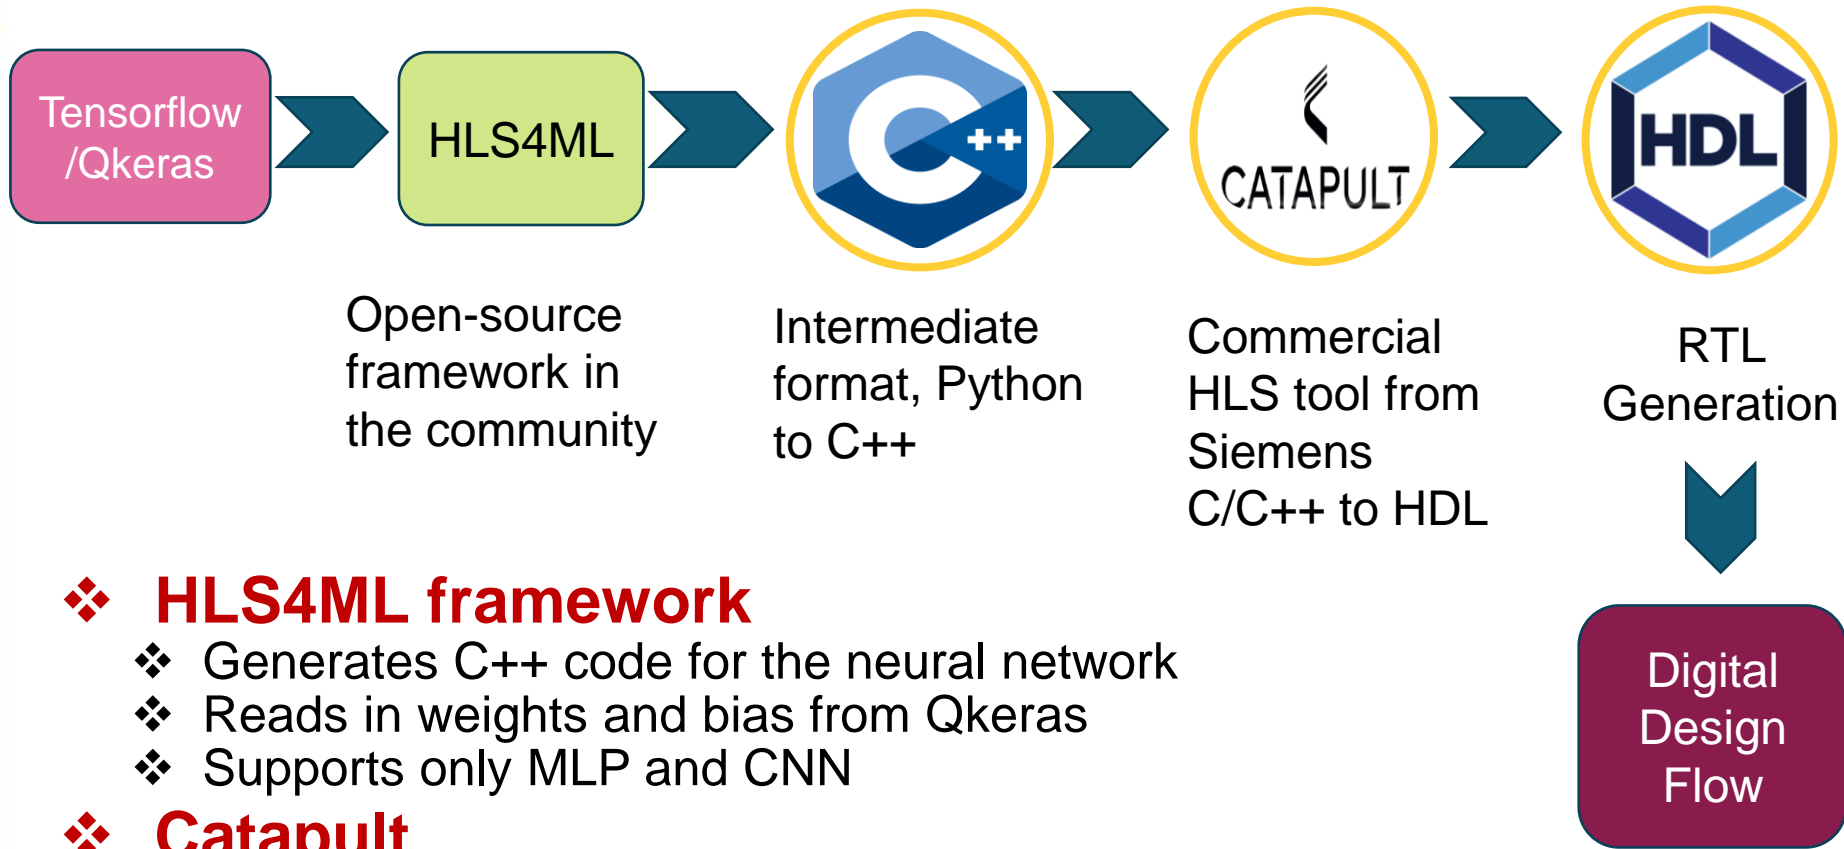 Tensorflow
/Qkeras
HLS4ML
C++
CATAPULT
HDL
Open-source
framework in
the community
Intermediate
format, Python
to C++
Commercial
HLS tool from
Siemens
C/C++ to HDL
RTL
Generation
❖ HLS4ML framework
❖ Generates C++ code for the neural network
❖ Reads in weights and bias from Qkeras
❖ Supports only MLP and CNN
❖ Catapult
Digital
Design
Flow